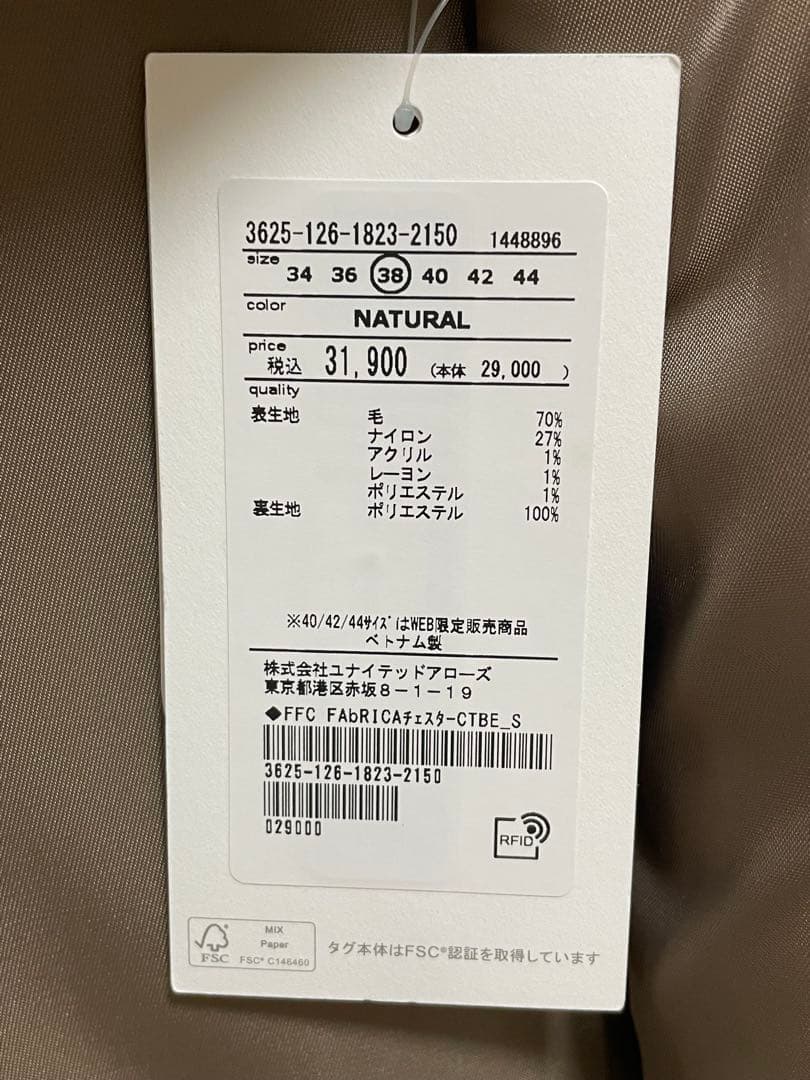 3625-126-1823-2150 1448896
size 34 36 38 40 42 44
color NATURAL
price 税込 31,900 (本体 29,000 )
quality
表生地 毛 70%
ナイロン 27%
アクリル 1%
レーヨン 1%
ポリエステル 1%
裏生地 ポリエステル 100%
※40/42/44ｻｲｽﾞはWEB限定販売商品
ベトナム製
株式会社ユナイテッドアローズ
東京都港区赤坂８－１－１９
◆FFC FAbRICAﾁｪｽﾀｰCTBE_S
3625-126-1823-2150
029000
RFID
MIX
Paper
FSC
FSC® C146460
タグ本体はFSC®認証を取得しています